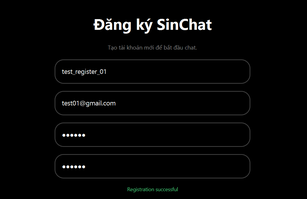 Đăng ký SinChat
Tạo tài khoản mới để bắt đầu chat.
test_register_01
test01@gmail.com
••••••
••••••
Registration successful